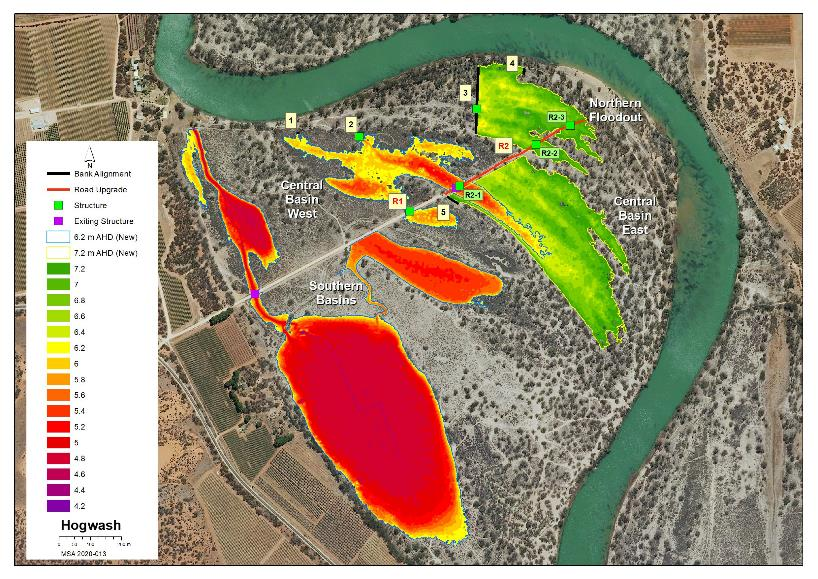 4
3
Northern
Floodout
R2-3
1
2
R2
R2-2
Central
Basin
West
R1
R2-1
5
Central
Basin
East
Southern
Basins
N
Bank Alignment
Road Upgrade
Structure
Exiting Structure
6.2 m AHD (New)
7.2 m AHD (New)
7.2
7
6.8
6.6
6.4
6.2
6
5.8
5.6
5.4
5.2
5
4.8
4.6
4.4
4.2
Hogwash
MSA 2020-013